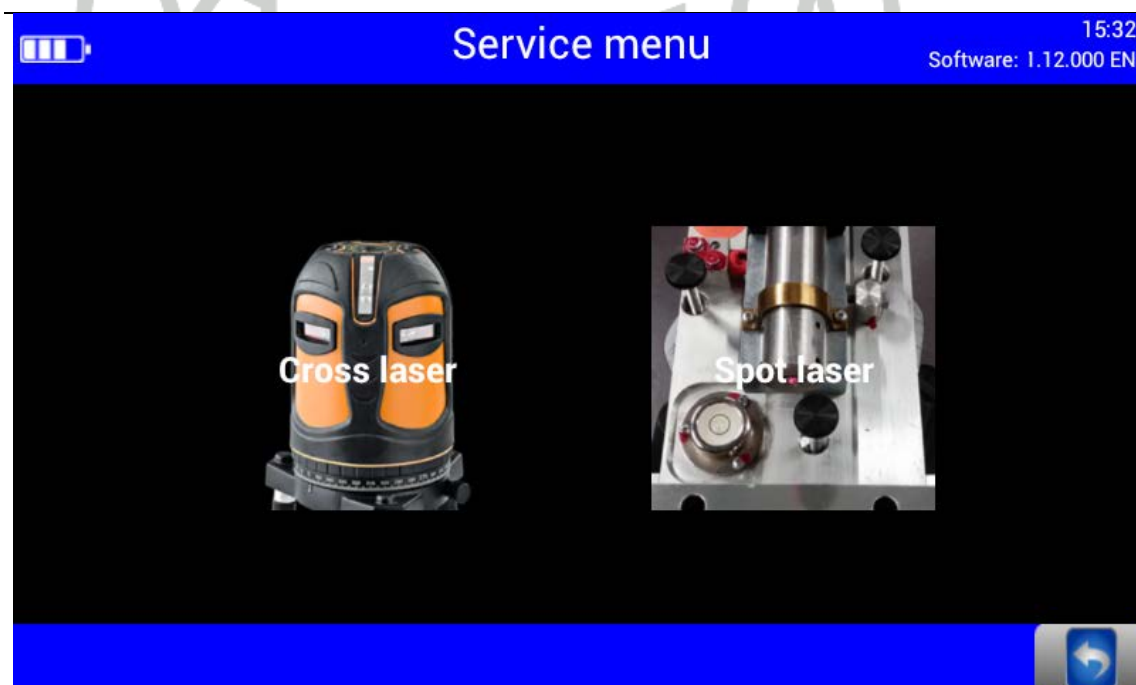 Service menu
15:32
Software: 1.12.000 EN
Cross laser
Spot laser